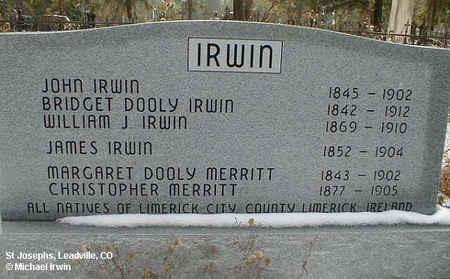 IRWIN
JOHN IRWIN 1845 - 1902
BRIDGET DOOLY IRWIN 1842 - 1912
WILLIAM J IRWIN 1869 - 1910
JAMES IRWIN 1852 - 1904
MARGARET DOOLY MERRITT 1843 - 1902
CHRISTOPHER MERRITT 1877 - 1905
ALL NATIVES OF LIMERICK CITY, COUNTY LIMERICK, IRELAND
St Josephs, Leadville, CO
© Michael Irwin